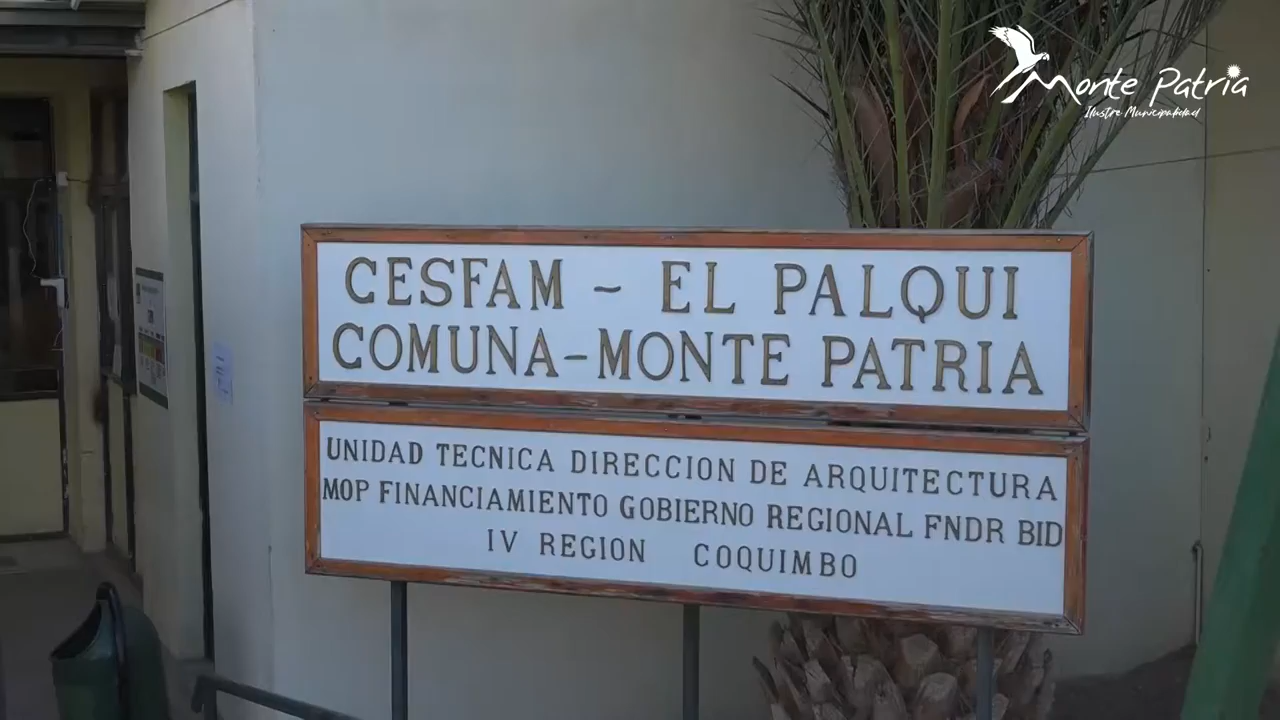 Monte Patria
Ilustre Municipalidad
CESFAM - EL PALQUI
COMUNA-MONTE PATRIA
UNIDAD TECNICA DIRECCION DE ARQUITECTURA
MOP FINANCIAMIENTO GOBIERNO REGIONAL FNDR BID
IV REGION COQUIMBO